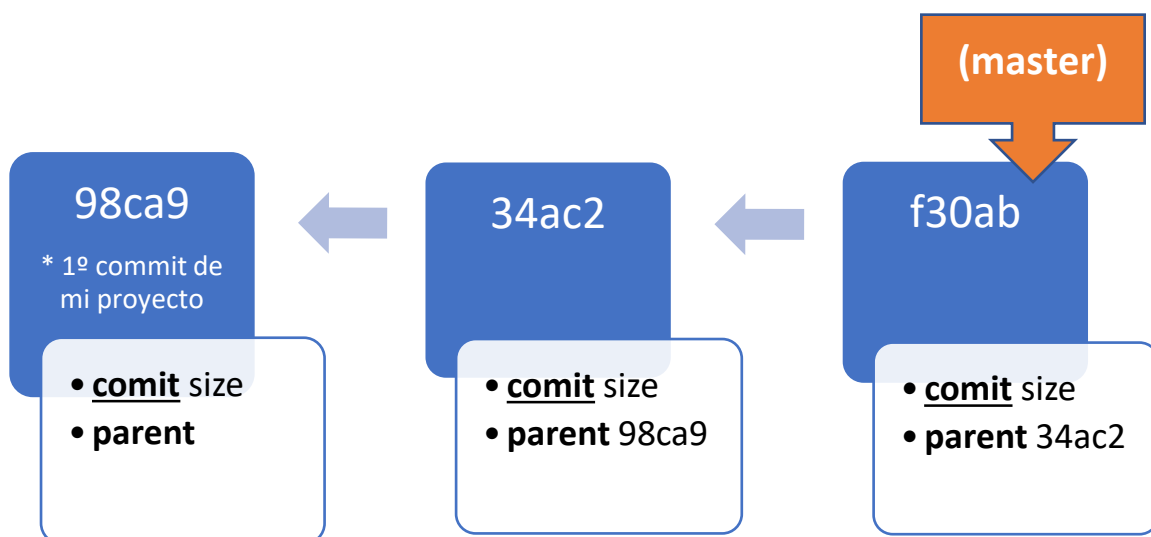 (master)
98ca9
* 1º commit de
mi proyecto
• comit size
• parent
34ac2
• comit size
• parent 98ca9
f30ab
• comit size
• parent 34ac2